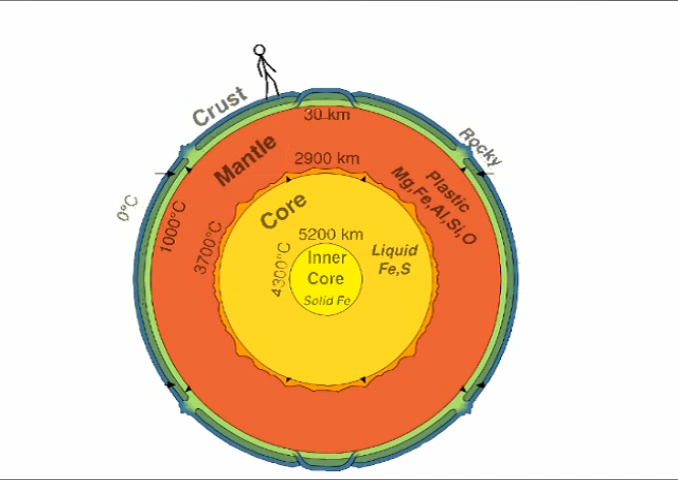 Crust
30 km
Rocky
Mantle
2900 km
Plastic
Mg,Fe,Al,Si,O
0°C
1000°C
3700°C
Core
5200 km
4300°C
Liquid
Fe,S
Inner
Core
Solid Fe